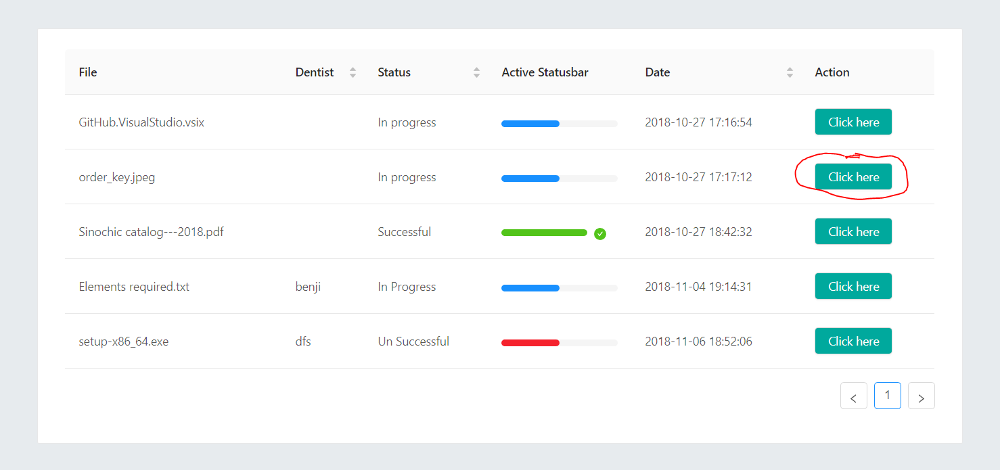 File Dentist Status Active Statusbar Date Action
GitHub.VisualStudio.vsix In progress 2018-10-27 17:16:54 Click here
order_key.jpeg In progress 2018-10-27 17:17:12 Click here
Sinochic catalog---2018.pdf Successful 2018-10-27 18:42:32 Click here
Elements required.txt benji In Progress 2018-11-04 19:14:31 Click here
setup-x86_64.exe dfs Un Successful 2018-11-06 18:52:06 Click here
< 1 >